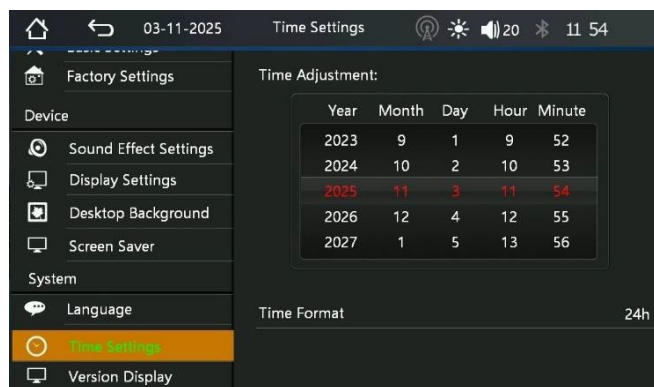 03-11-2025 Time Settings 20 11 54
Factory Settings
Device
Sound Effect Settings
Display Settings
Desktop Background
Screen Saver
System
Language
Time Settings
Version Display
Time Adjustment:
Year Month Day Hour Minute
2023 9 1 9 52
2024 10 2 10 53
2025 11 3 11 54
2026 12 4 12 55
2027 1 5 13 56
Time Format 24h